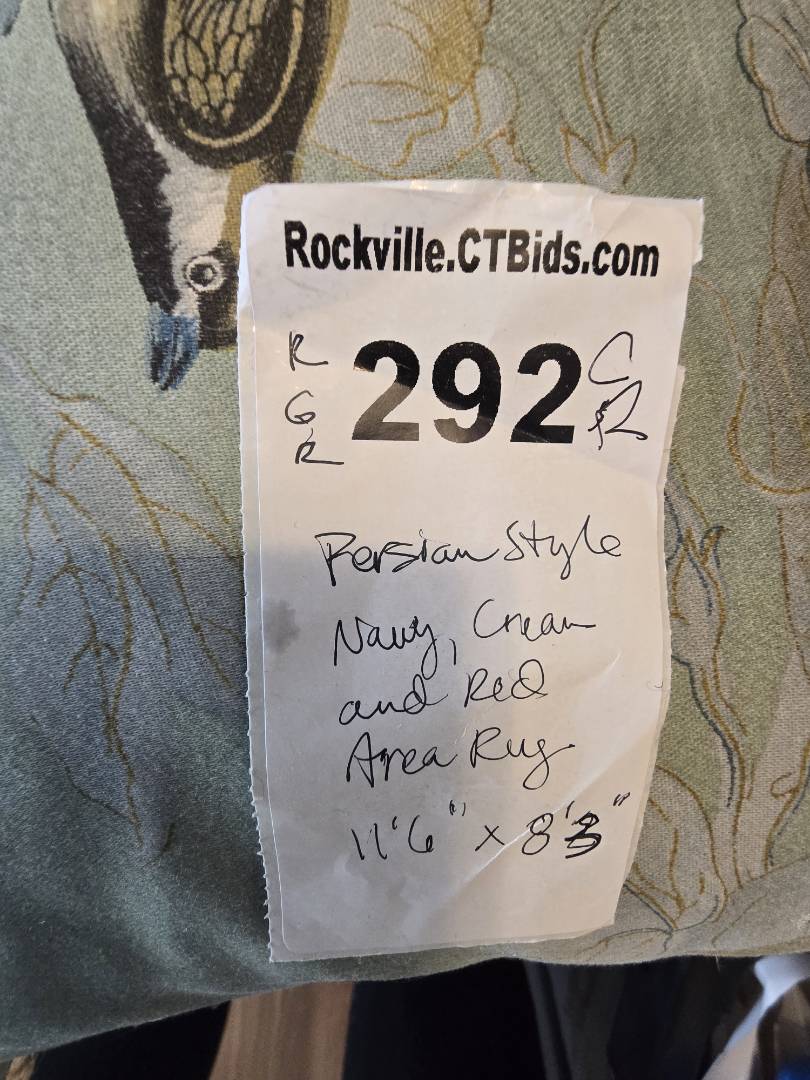 Rockville.CTBids.com
R 292 C
G R
R
Persian Style
Navy, Cream
and Red
Area Rug
11'6" x 8'3"